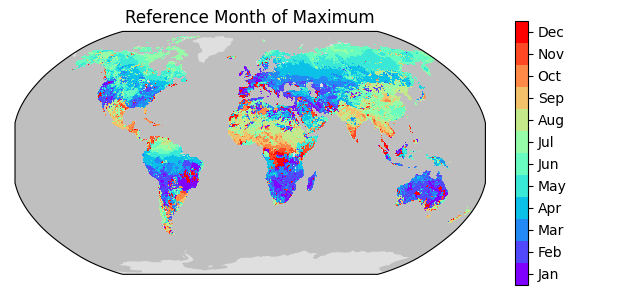 Reference Month of Maximum
Dec
Nov
Oct
Sep
Aug
Jul
Jun
May
Apr
Mar
Feb
Jan